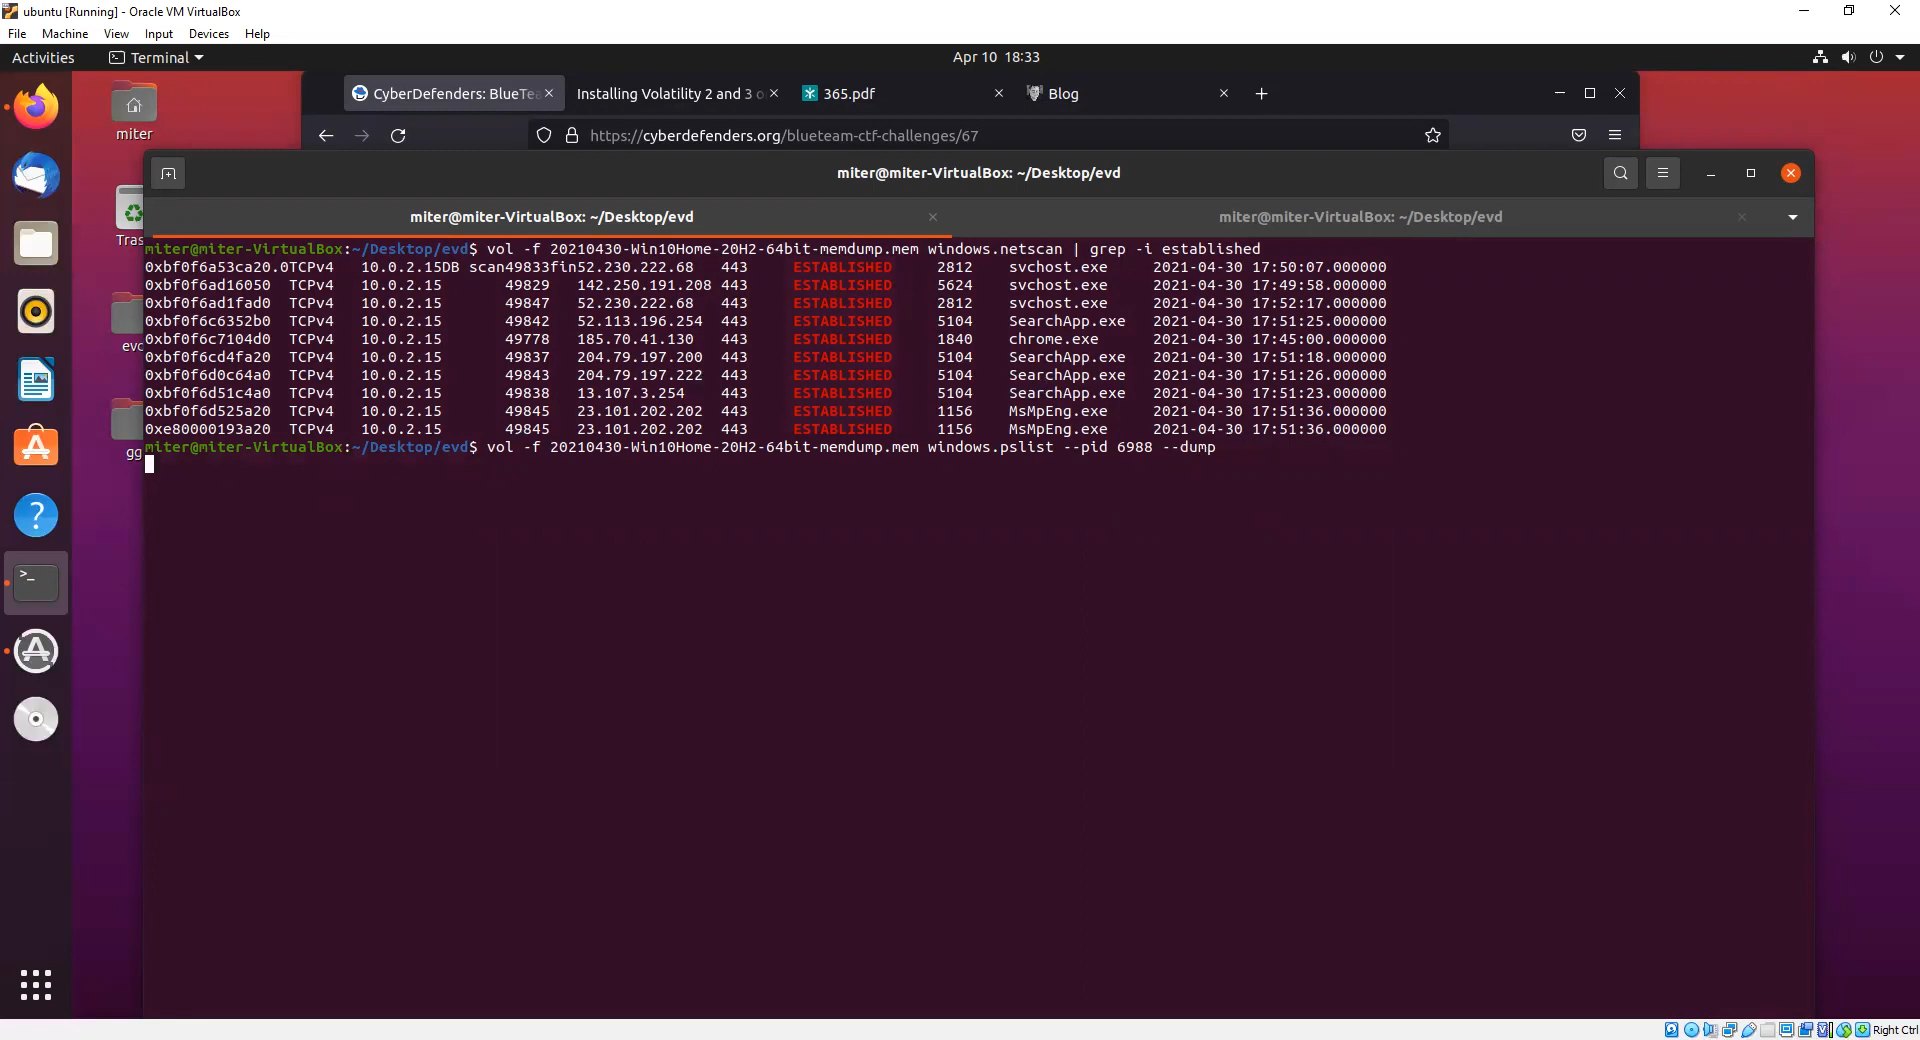 ubuntu [Running] - Oracle VM VirtualBox
File Machine View Input Devices Help
Activities Terminal Apr 10 18:33
miter
CyberDefenders: BlueTea Installing Volatility 2 and 3 o 365.pdf Blog
https://cyberdefenders.org/blueteam-ctf-challenges/67
miter@miter-VirtualBox: ~/Desktop/evd
miter@miter-VirtualBox: ~/Desktop/evd miter@miter-VirtualBox: ~/Desktop/evd
Tras
evd
gg
miter@miter-VirtualBox:~/Desktop/evd$ vol -f 20210430-Win10Home-20H2-64bit-memdump.mem windows.netscan | grep -i established
0xbf0f6a53ca20.0TCPv4 10.0.2.15DB scan49833fin52.230.222.68 443 ESTABLISHED 2812 svchost.exe 2021-04-30 17:50:07.000000
0xbf0f6ad16050 TCPv4 10.0.2.15 49829 142.250.191.208 443 ESTABLISHED 5624 svchost.exe 2021-04-30 17:49:58.000000
0xbf0f6ad1fad0 TCPv4 10.0.2.15 49847 52.230.222.68 443 ESTABLISHED 2812 svchost.exe 2021-04-30 17:52:17.000000
0xbf0f6c6352b0 TCPv4 10.0.2.15 49842 52.113.196.254 443 ESTABLISHED 5104 SearchApp.exe 2021-04-30 17:51:25.000000
0xbf0f6c7104d0 TCPv4 10.0.2.15 49778 185.70.41.130 443 ESTABLISHED 1840 chrome.exe 2021-04-30 17:45:00.000000
0xbf0f6cd4fa20 TCPv4 10.0.2.15 49837 204.79.197.200 443 ESTABLISHED 5104 SearchApp.exe 2021-04-30 17:51:18.000000
0xbf0f6d0c64a0 TCPv4 10.0.2.15 49843 204.79.197.222 443 ESTABLISHED 5104 SearchApp.exe 2021-04-30 17:51:26.000000
0xbf0f6d51c4a0 TCPv4 10.0.2.15 49838 13.107.3.254 443 ESTABLISHED 5104 SearchApp.exe 2021-04-30 17:51:23.000000
0xbf0f6d525a20 TCPv4 10.0.2.15 49845 23.101.202.202 443 ESTABLISHED 1156 MsMpEng.exe 2021-04-30 17:51:36.000000
0xe80000193a20 TCPv4 10.0.2.15 49845 23.101.202.202 443 ESTABLISHED 1156 MsMpEng.exe 2021-04-30 17:51:36.000000
miter@miter-VirtualBox:~/Desktop/evd$ vol -f 20210430-Win10Home-20H2-64bit-memdump.mem windows.pslist --pid 6988 --dump
Right Ctrl